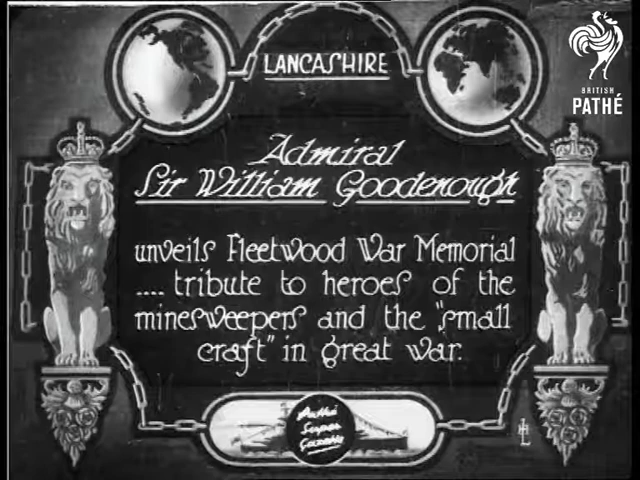 LANCASHIRE
BRITISH
PATHÉ
Admiral
Sir William Goodenough
unveils Fleetwood War Memorial
.... tribute to heroes of the
minesweepers and the "small
craft" in great war.
Pathé
Super
Gazette